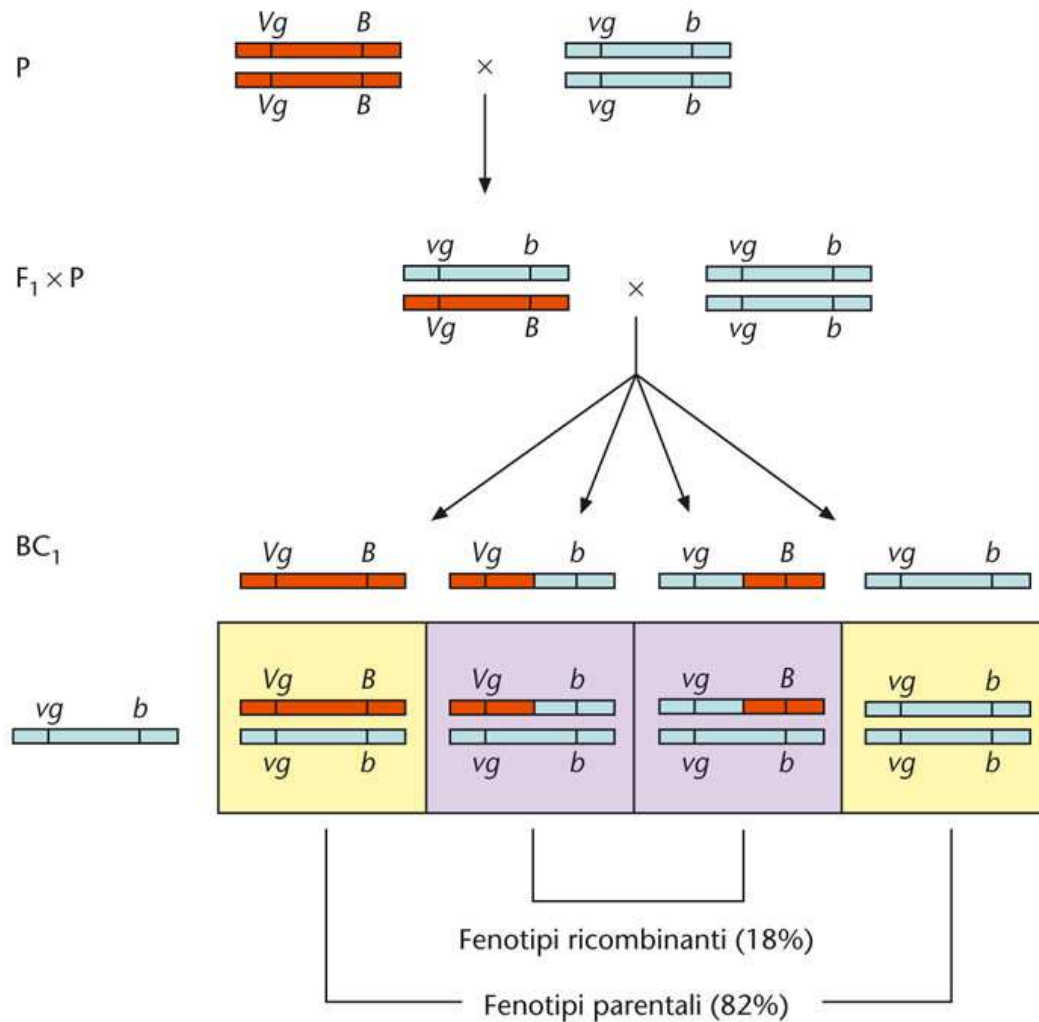 Vg B vg b
P ×
Vg B vg b
vg b vg b
F₁ × P ×
Vg B vg b
BC₁
Vg B Vg b vg B vg b
Vg B Vg b vg B vg b
vg b
vg b vg b vg b vg b
Fenotipi ricombinanti (18%)
Fenotipi parentali (82%)